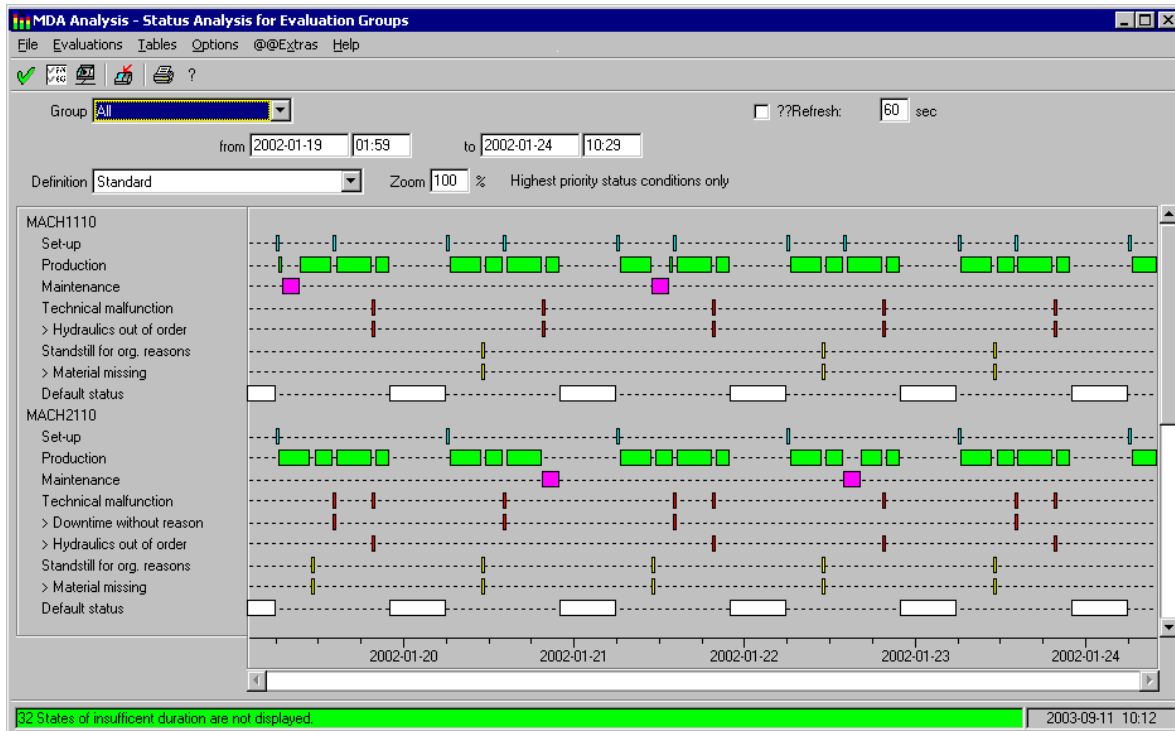 MDA Analysis - Status Analysis for Evaluation Groups
File Evaluations Tables Options @@Extras Help
?
Group All ??Refresh: 60 sec
from 2002-01-19 01:59 to 2002-01-24 10:29
Definition Standard Zoom 100 % Highest priority status conditions only
MACH1110
Set-up
Production
Maintenance
Technical malfunction
> Hydraulics out of order
Standstill for org. reasons
> Material missing
Default status
MACH2110
Set-up
Production
Maintenance
Technical malfunction
> Downtime without reason
> Hydraulics out of order
Standstill for org. reasons
> Material missing
Default status
2002-01-20 2002-01-21 2002-01-22 2002-01-23 2002-01-24
32 States of insufficent duration are not displayed. 2003-09-11 10:12